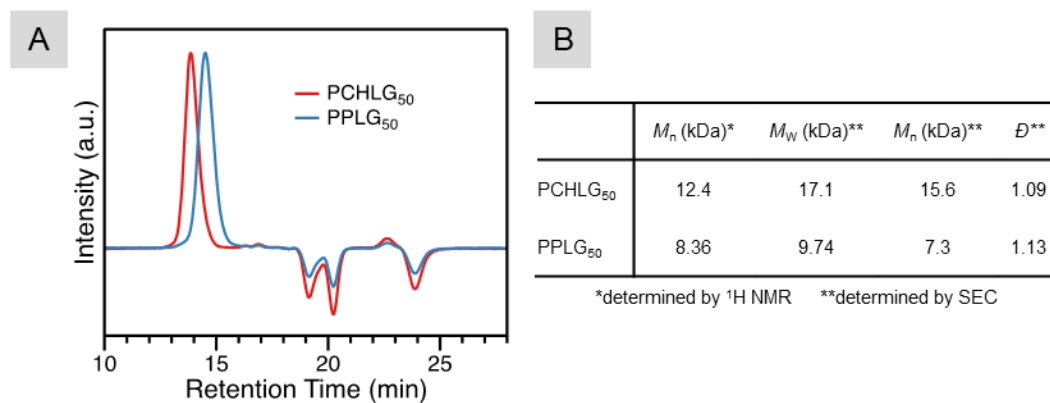 A
PCHLG50
PPLG50
Intensity (a.u.)
10 15 20 25
Retention Time (min)
B
Mn (kDa)* MW (kDa)** Mn (kDa)** Đ**
PCHLG50 12.4 17.1 15.6 1.09
PPLG50 8.36 9.74 7.3 1.13
*determined by 1H NMR **determined by SEC